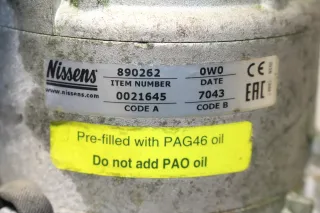 Nissens 890262 0W0 CE
ITEM NUMBER DATE
www.nissens.com 0021645 7043 EAC
CODE A CODE B
Pre-filled with PAG46 oil
Do not add PAO oil